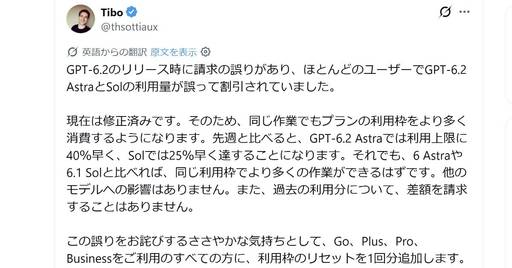 Tibo
@thsottiaux
英語からの翻訳 原文を表示
GPT-6.2のリリース時に請求の誤りがあり、ほとんどのユーザーでGPT-6.2
AstraとSolの利用量が誤って割引されていました。
現在は修正済みです。そのため、同じ作業でもプランの利用枠をより多く
消費するようになります。先週と比べると、GPT-6.2 Astraでは利用上限に
40%早く、Solでは25%早く達することになります。それでも、6 Astraや
6.1 Solと比べれば、同じ利用枠でより多くの作業ができるはずです。他の
モデルへの影響はありません。また、過去の利用分について、差額を請求
することはありません。
この誤りをお詫びするささやかな気持ちとして、Go、Plus、Pro、
Businessをご利用のすべての方に、利用枠のリセットを1回分追加します。